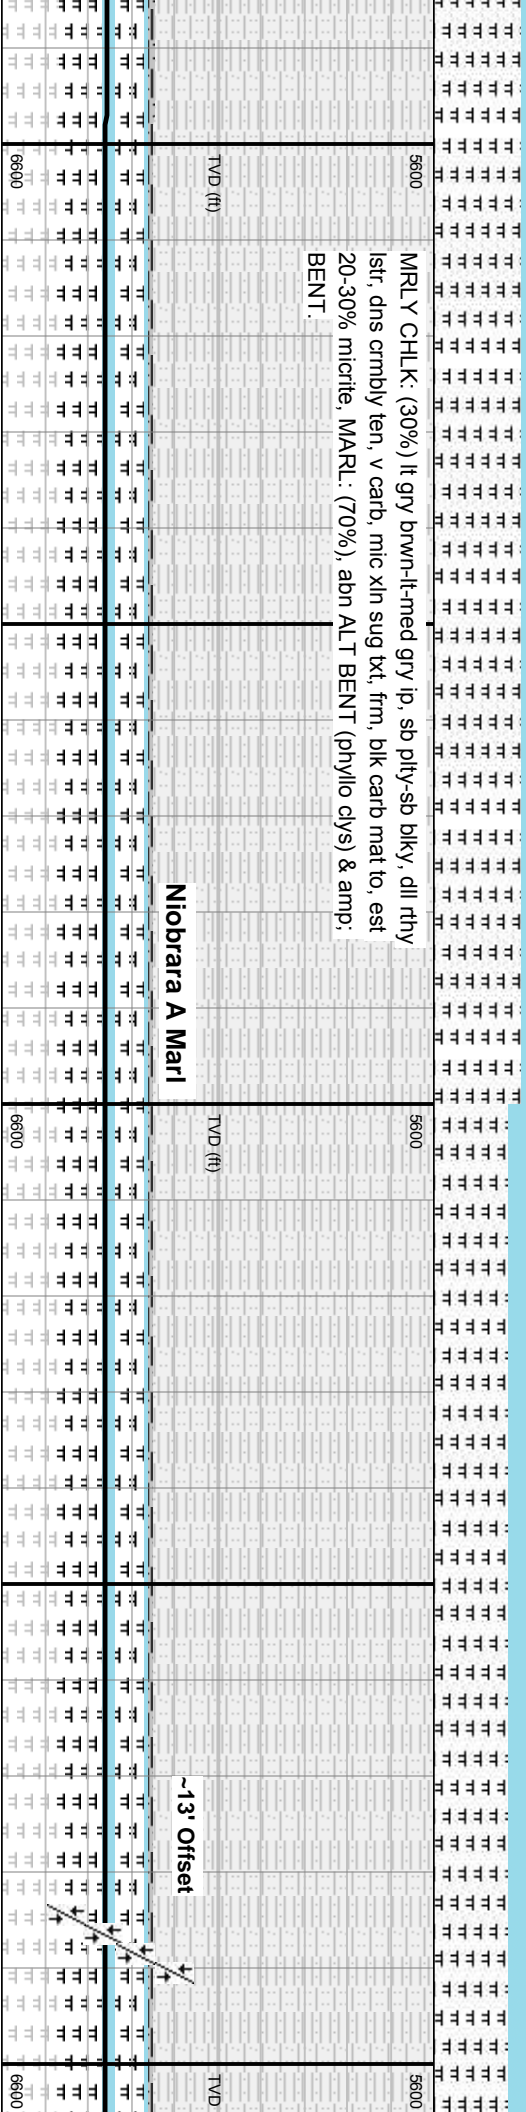 5600
TVD (ft)
6600
MRLY CHLK: (30%) lt gry brwn-lt-med gry ip, sb plty-sb blky, dll rthy
lstr, dns crmbly ten, v carb, mic xln sug txt, frm, blk carb mat to, est
20-30% micrite, MARL: (70%), abn ALT BENT (phyllo clys) & amp;
BENT.
Niobrara A Marl
5600
TVD (ft)
6600
~13' Offset
5600
TVD
6600